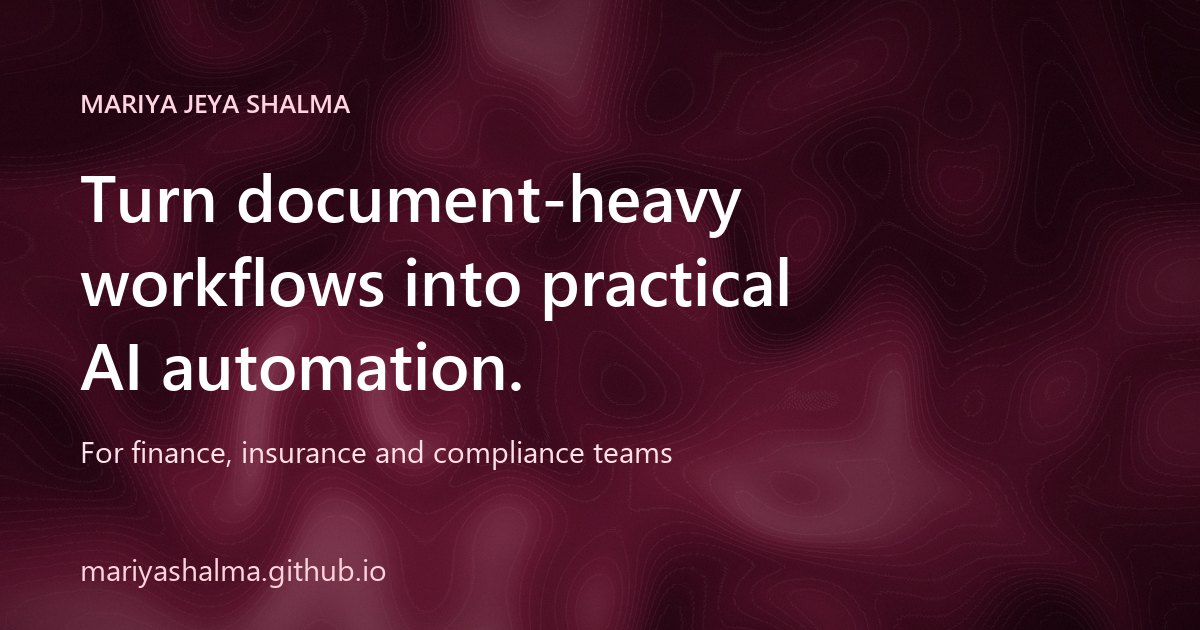 MARIYA JEYA SHALMA
Turn document-heavy
workflows into practical
AI automation.
For finance, insurance and compliance teams
mariyashalma.github.io